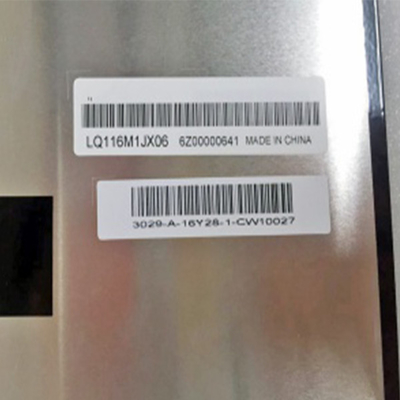 LQ116M1JX06 6Z00000641 MADE IN CHINA
3029-A-16Y28-1-CW10027